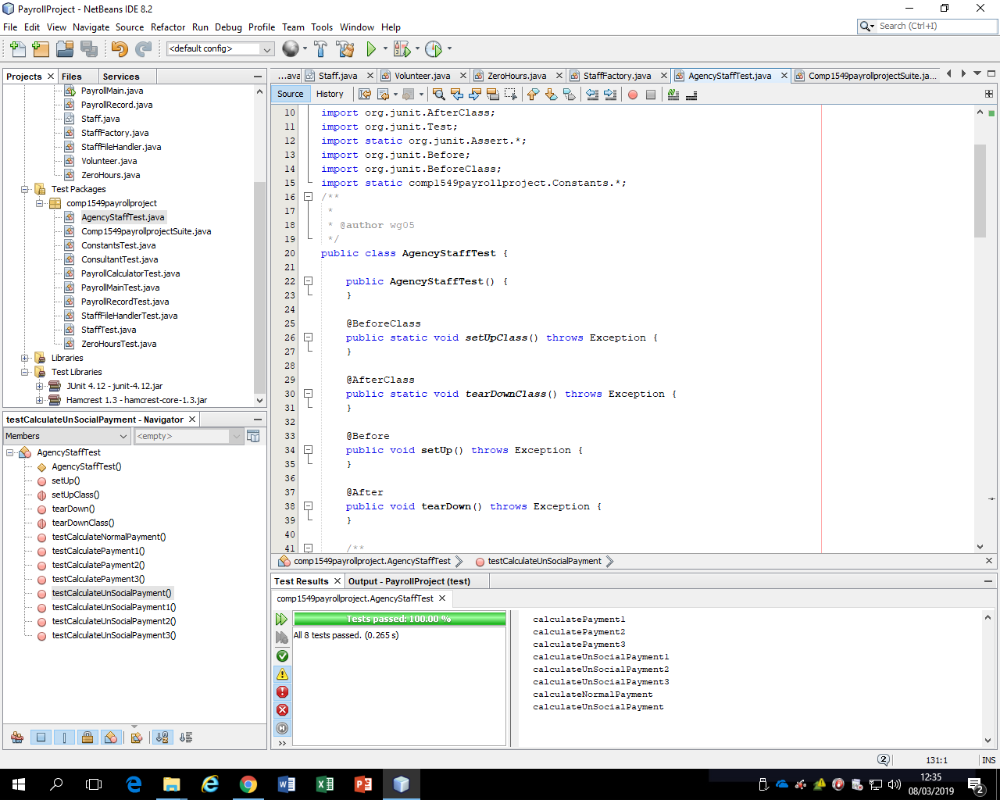 PayrollProject - NetBeans IDE 8.2
File Edit View Navigate Source Refactor Run Debug Profile Team Tools Window Help
Search (Ctrl+I)
<default config>
Projects Files Services
PayrollMain.java
PayrollRecord.java
Staff.java
StaffFactory.java
StaffFileHandler.java
Volunteer.java
ZeroHours.java
Test Packages
comp1549payrollproject
AgencyStaffTest.java
Comp1549payrollprojectSuite.java
ConstantsTest.java
ConsultantTest.java
PayrollCalculatorTest.java
PayrollMainTest.java
PayrollRecordTest.java
StaffFileHandlerTest.java
StaffTest.java
ZeroHoursTest.java
Libraries
Test Libraries
JUnit 4.12 - junit-4.12.jar
Hamcrest 1.3 - hamcrest-core-1.3.jar
testCalculateUnSocialPayment - Navigator
Members <empty>
AgencyStaffTest
AgencyStaffTest()
setUp()
setUpClass()
tearDown()
tearDownClass()
testCalculateNormalPayment()
testCalculatePayment1()
testCalculatePayment2()
testCalculatePayment3()
testCalculateUnSocialPayment()
testCalculateUnSocialPayment1()
testCalculateUnSocialPayment2()
testCalculateUnSocialPayment3()
...ava Staff.java Volunteer.java ZeroHours.java StaffFactory.java AgencyStaffTest.java Comp1549payrollprojectSuite.ja...
Source History
10 import org.junit.AfterClass;
11 import org.junit.Test;
12 import static org.junit.Assert.*;
13 import org.junit.Before;
14 import org.junit.BeforeClass;
15 import static comp1549payrollproject.Constants.*;
16 /**
17 *
18 * @author wg05
19 */
20 public class AgencyStaffTest {
21
22 public AgencyStaffTest() {
23 }
24
25 @BeforeClass
26 public static void setUpClass() throws Exception {
27 }
28
29 @AfterClass
30 public static void tearDownClass() throws Exception {
31 }
32
33 @Before
34 public void setUp() throws Exception {
35 }
36
37 @After
38 public void tearDown() throws Exception {
39 }
40
41 /**
comp1549payrollproject.AgencyStaffTest testCalculateUnSocialPayment
Test Results Output - PayrollProject (test)
comp1549payrollproject.AgencyStaffTest
Tests passed: 100.00 %
All 8 tests passed. (0.265 s)
calculatePayment1
calculatePayment2
calculatePayment3
calculateUnSocialPayment1
calculateUnSocialPayment2
calculateUnSocialPayment3
calculateNormalPayment
calculateUnSocialPayment
2 131:1 INS
12:35
08/03/2019
2